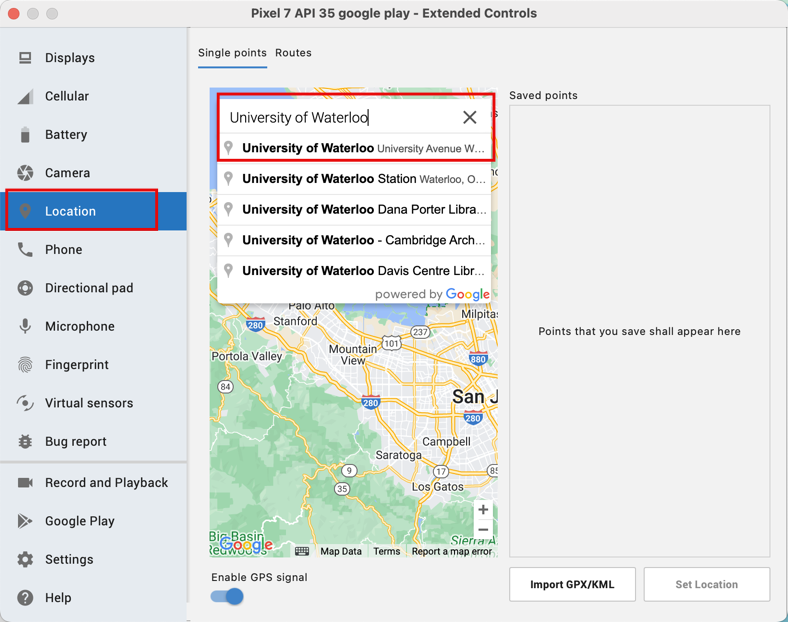 Pixel 7 API 35 google play - Extended Controls
Displays
Cellular
Battery
Camera
Location
Phone
Directional pad
Microphone
Fingerprint
Virtual sensors
Bug report
Record and Playback
Google Play
Settings
Help
Single points Routes
University of Waterloo
University of Waterloo University Avenue W...
University of Waterloo Station Waterloo, O...
University of Waterloo Dana Porter Libra...
University of Waterloo - Cambridge Arch...
University of Waterloo Davis Centre Libr...
powered by Google
Palo Alto
Stanford
280
237
Milpitas
101
Mountain
View
Portola Valley
880
84
280
San J
280
Campbell
Saratoga
9
17
85
35
Los Gatos
Big Basin
Redwoods
Google
Sierra A
+
−
Map Data Terms Report a map error
Enable GPS signal
Saved points
Points that you save shall appear here
Import GPX/KML
Set Location